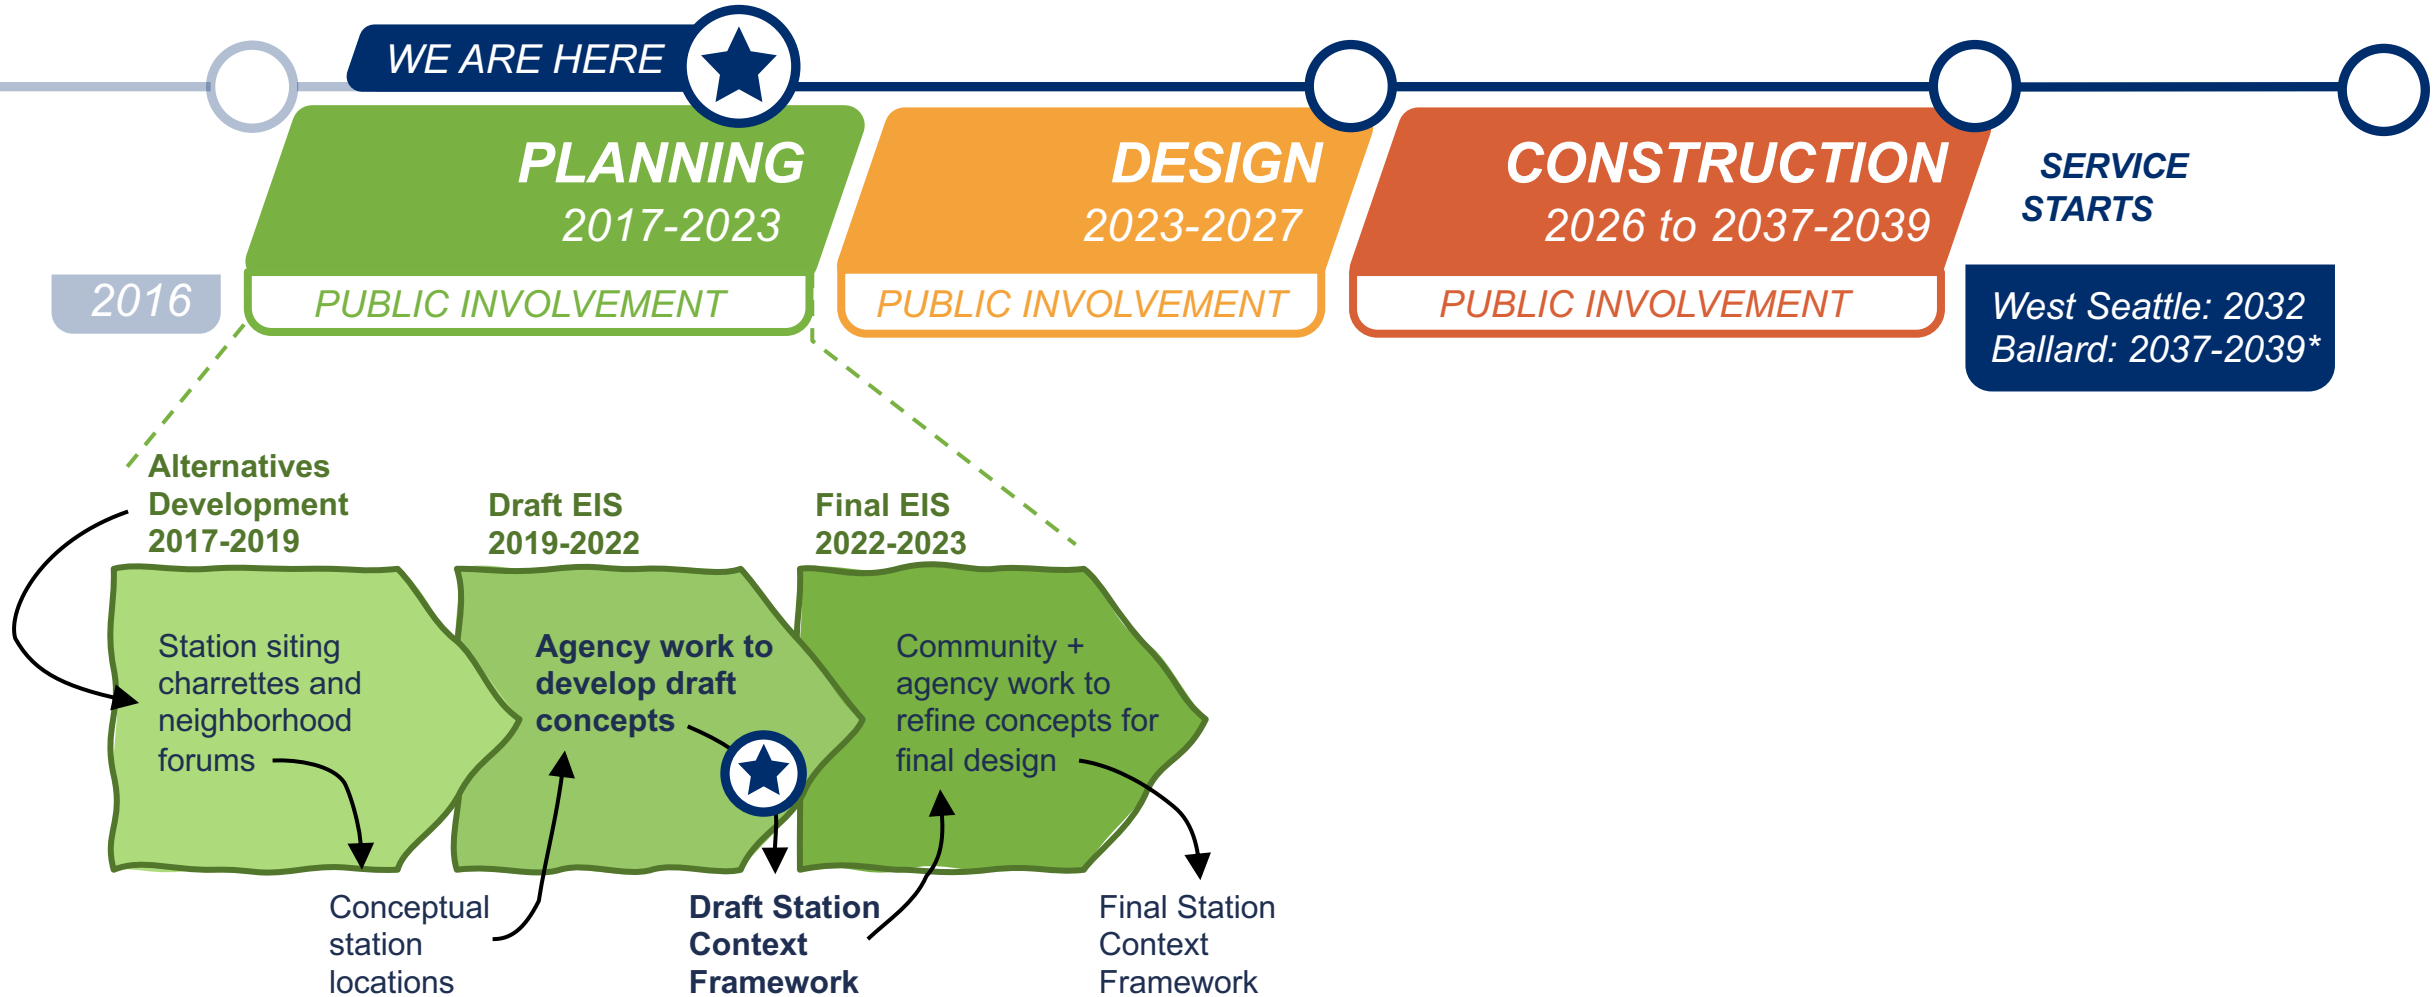 WE ARE HERE
PLANNING
2017-2023
DESIGN
2023-2027
CONSTRUCTION
2026 to 2037-2039
SERVICE
STARTS
2016
PUBLIC INVOLVEMENT
PUBLIC INVOLVEMENT
PUBLIC INVOLVEMENT
West Seattle: 2032
Ballard: 2037-2039*
Alternatives
Development
2017-2019
Draft EIS
2019-2022
Final EIS
2022-2023
Station siting
charrettes and
neighborhood
forums
Agency work to
develop draft
concepts
Community +
agency work to
refine concepts for
final design
Conceptual
station
locations
Draft Station
Context
Framework
Final Station
Context
Framework